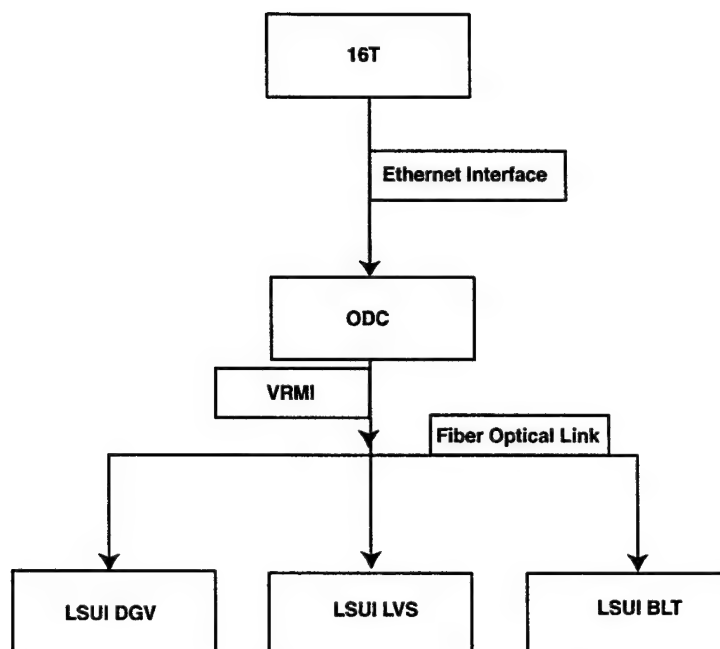 16T
Ethernet Interface
ODC
VRMI
Fiber Optical Link
LSUI DGV
LSUI LVS
LSUI BLT